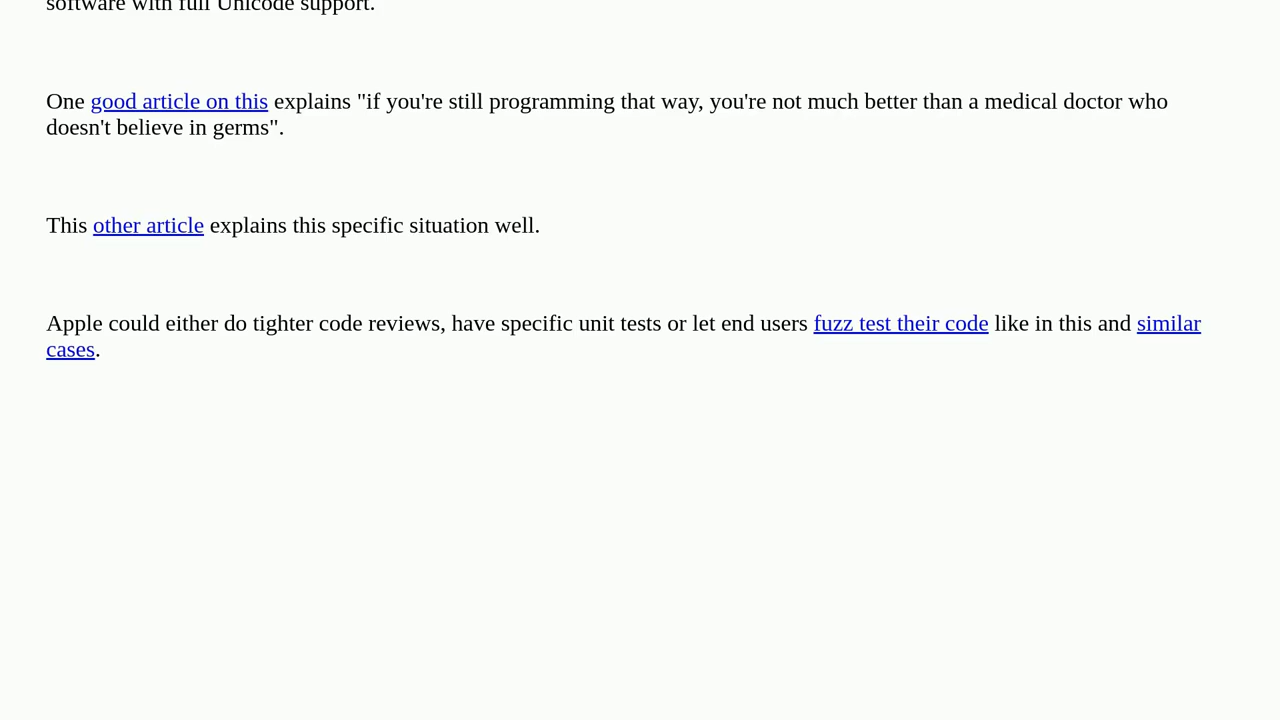 software with full Unicode support.
One good article on this explains "if you're still programming that way, you're not much better than a medical doctor who
doesn't believe in germs".
This other article explains this specific situation well.
Apple could either do tighter code reviews, have specific unit tests or let end users fuzz test their code like in this and similar
cases.